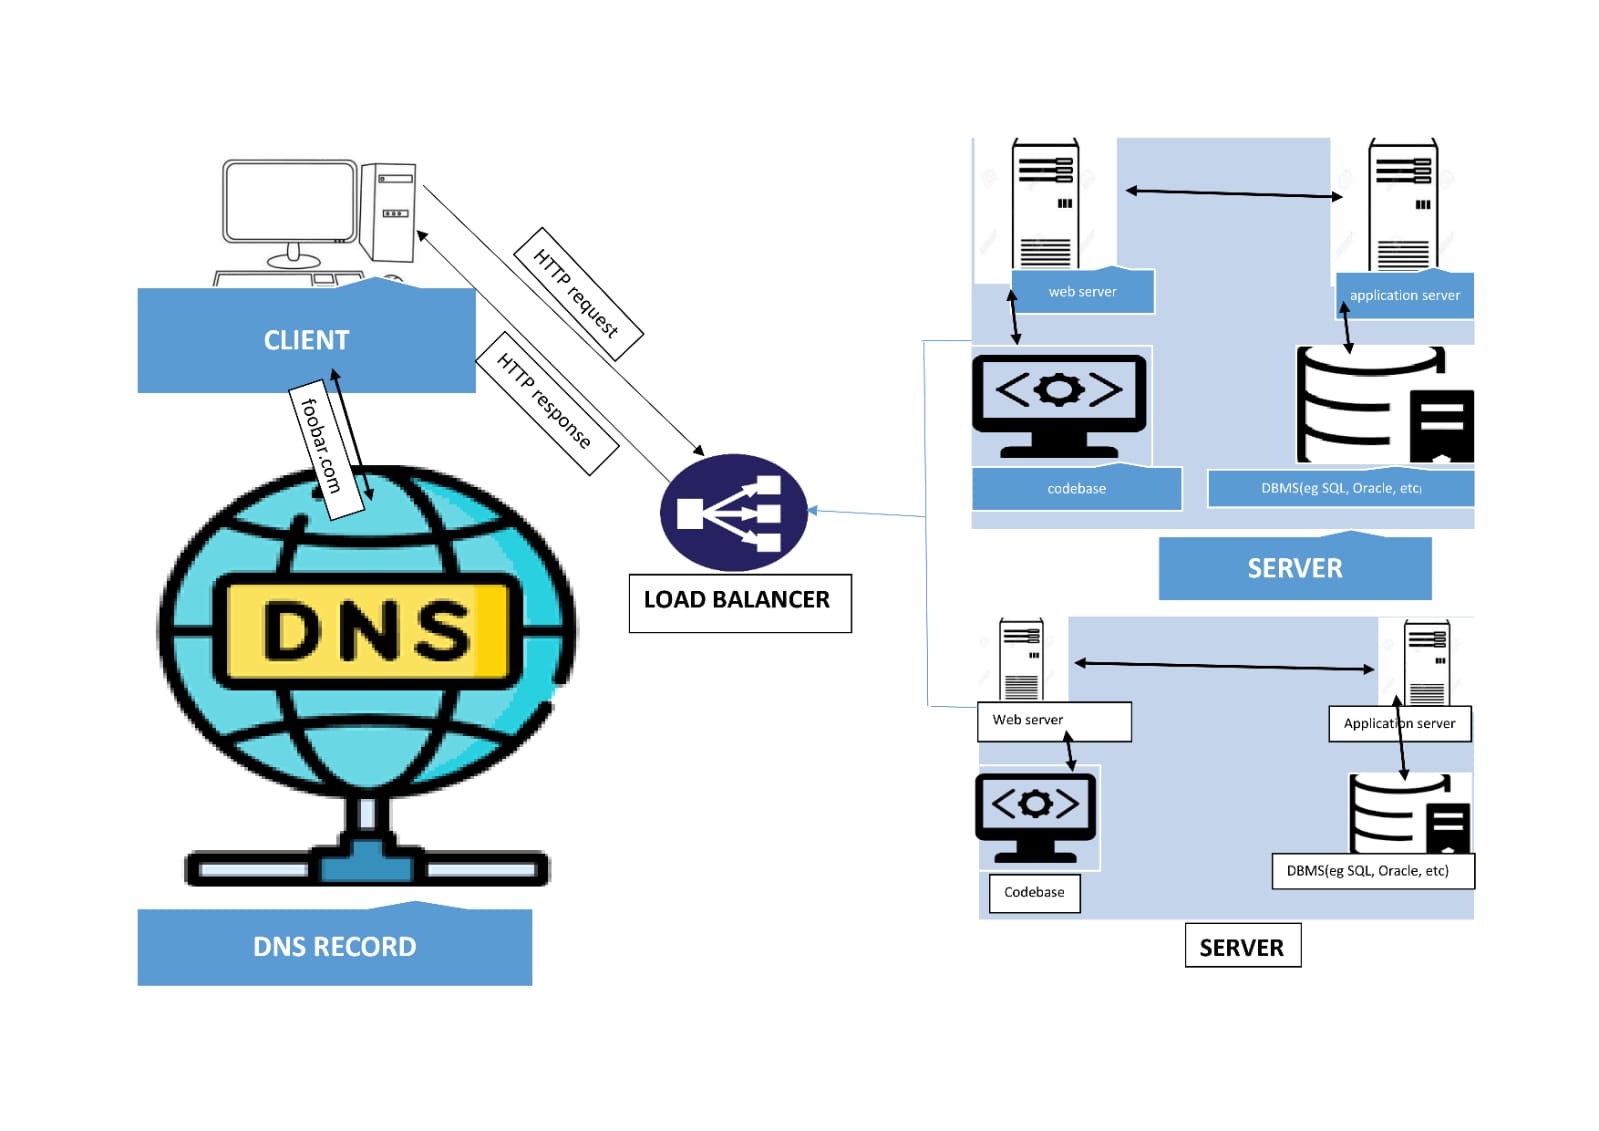 CLIENT
HTTP request
HTTP response
foobar.com
DNS
DNS RECORD
LOAD BALANCER
web server
application server
codebase
DBMS(eg SQL, Oracle, etc)
SERVER
Web server
Application server
Codebase
DBMS(eg SQL, Oracle, etc)
SERVER